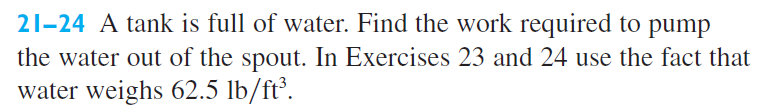 21–24 A tank is full of water. Find the work required to pump
the water out of the spout. In Exercises 23 and 24 use the fact that
water weighs 62.5 lb/ft³.